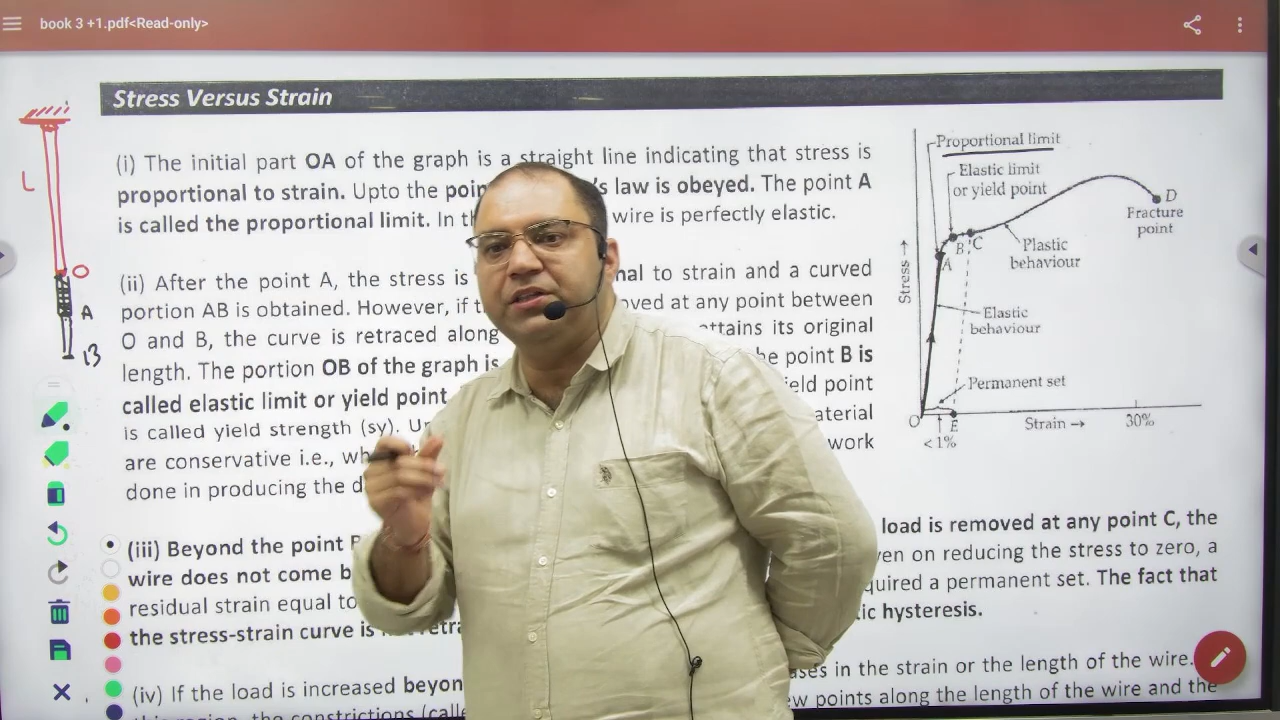 book 3 +1.pdf<Read-only>
Stress Versus Strain
(i) The initial part OA of the graph is a straight line indicating that stress is
proportional to strain. Upto the poin 's law is obeyed. The point A
is called the proportional limit. In th wire is perfectly elastic.
(ii) After the point A, the stress is nal to strain and a curved
portion AB is obtained. However, if t oved at any point between
O and B, the curve is retraced along attains its original
length. The portion OB of the graph is he point B is
called elastic limit or yield point ield point
is called yield strength (sy). Un aterial
are conservative i.e., wh work
done in producing the d
(iii) Beyond the point load is removed at any point C, the
wire does not come b ven on reducing the stress to zero, a
residual strain equal to quired a permanent set. The fact that
the stress-strain curve is not retra tic hysteresis.
(iv) If the load is increased beyon ases in the strain or the length of the wire.
this region, the constrictions (calle ew points along the length of the wire and the
L
O
A
B
Proportional limit
Elastic limit
or yield point
D
Fracture
point
B
C
A
Plastic
behaviour
Stress →
Elastic
behaviour
Permanent set
O
E
Strain →
30%
<1%